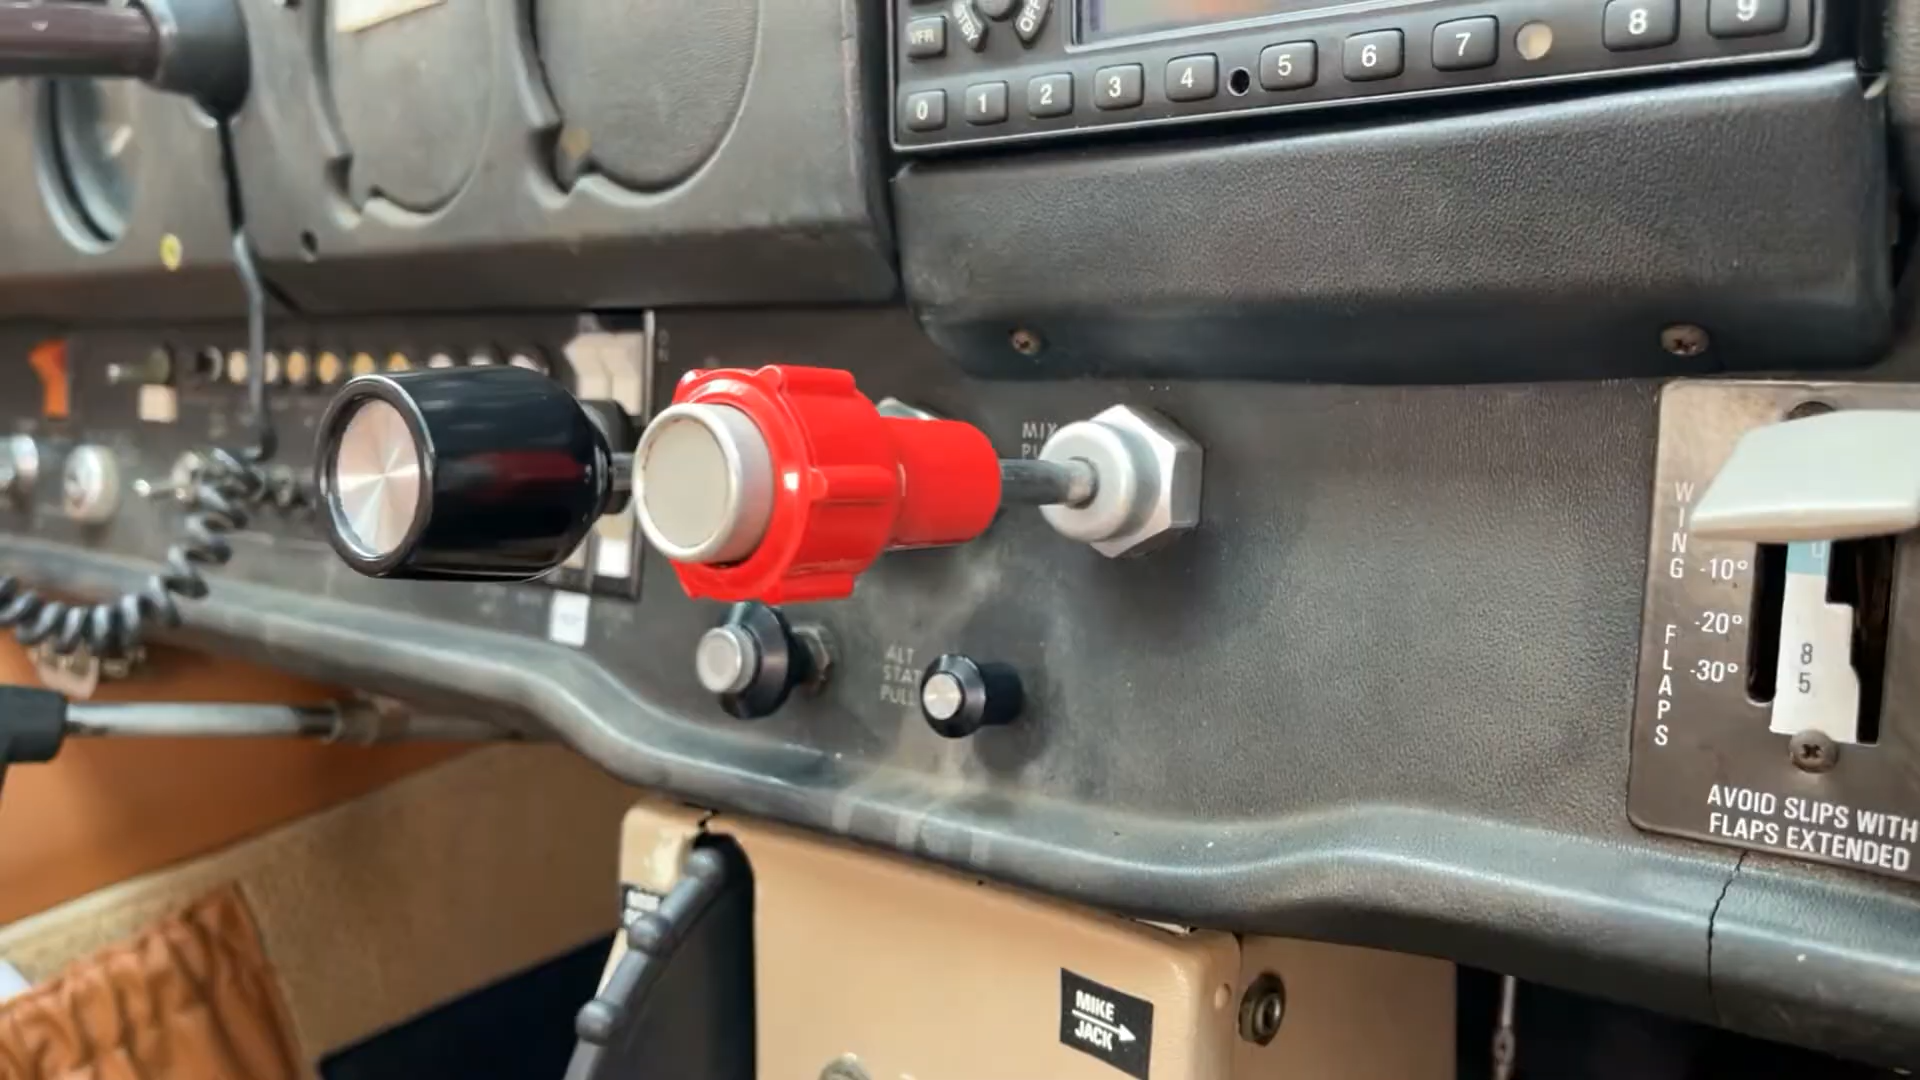 VFR
STBY
OFF
0 1 2 3 4 5 6 7 8 9
MIX
ALT
PULL
WING FLAPS
-10°
-20°
-30°
8
5
AVOID SLIPS WITH
FLAPS EXTENDED
MIKE
JACK